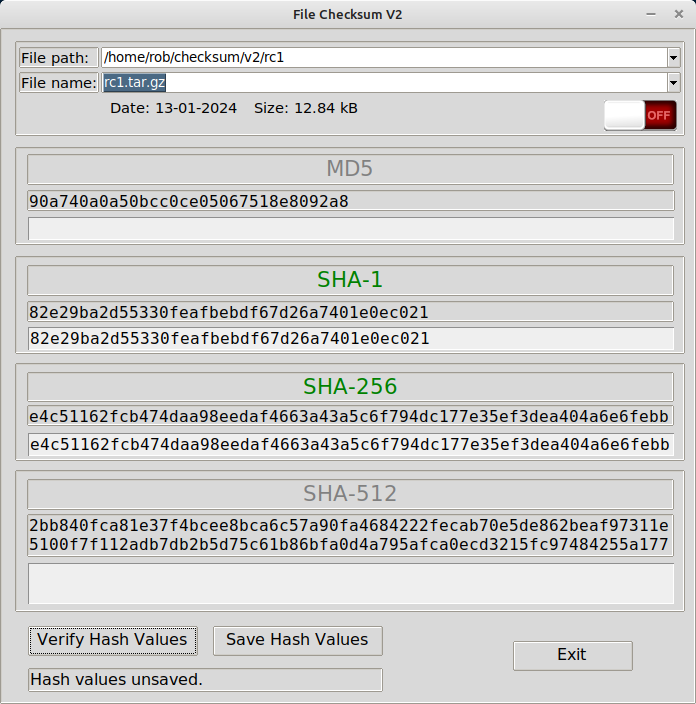 File Checksum V2
File path: /home/rob/checksum/v2/rc1
File name: rc1.tar.gz
Date: 13-01-2024 Size: 12.84 kB
OFF
MD5
90a740a0a50bcc0ce05067518e8092a8
SHA-1
82e29ba2d55330feafbebdf67d26a7401e0ec021
82e29ba2d55330feafbebdf67d26a7401e0ec021
SHA-256
e4c51162fcb474daa98eedaf4663a43a5c6f794dc177e35ef3dea404a6e6febb
e4c51162fcb474daa98eedaf4663a43a5c6f794dc177e35ef3dea404a6e6febb
SHA-512
2bb840fca81e37f4bcee8bca6c57a90fa4684222fecab70e5de862beaf97311e
5100f7f112adb7db2b5d75c61b86bfa0d4a795afca0ecd3215fc97484255a177
Verify Hash Values Save Hash Values
Exit
Hash values unsaved.